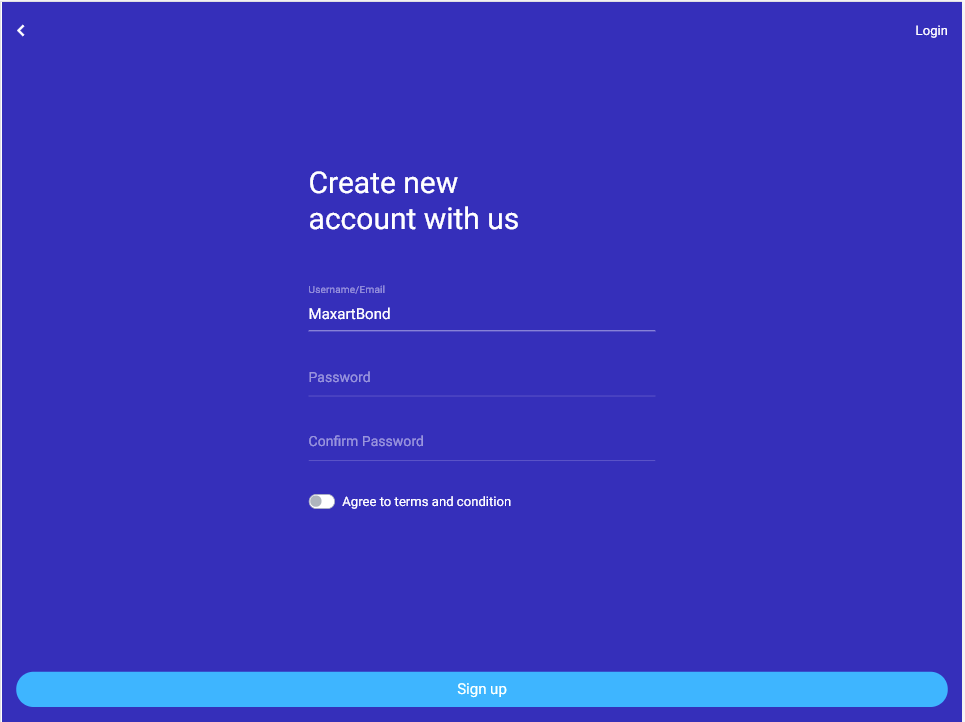 Login
Create new
account with us
Username/Email
MaxartBond
Password
Confirm Password
Agree to terms and condition
Sign up